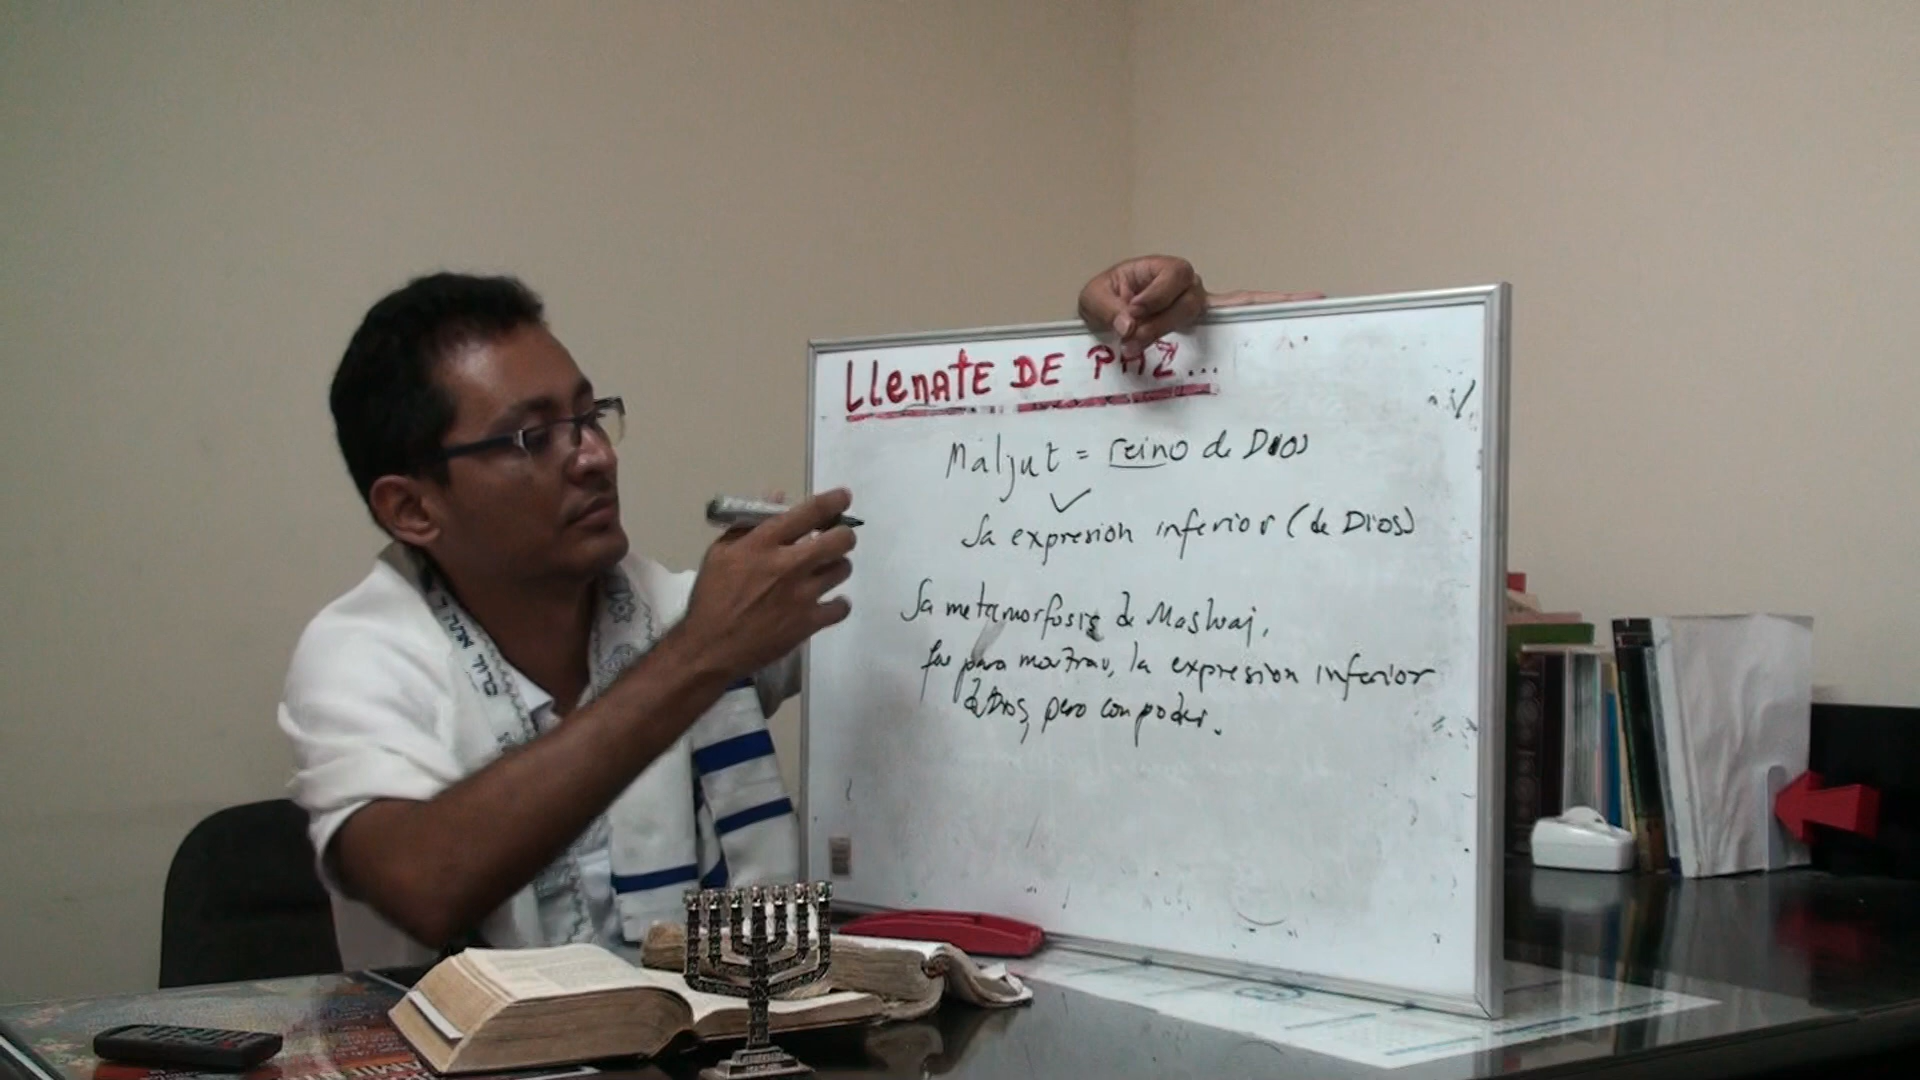 LLenAtE DE PAZ...
Maljut = reino de Dios
La expresion inferior (de Dios)
La metamorfosis de Mashiaj,
fue para mostrar, la expresion inferior
de Dios, pero con poder.